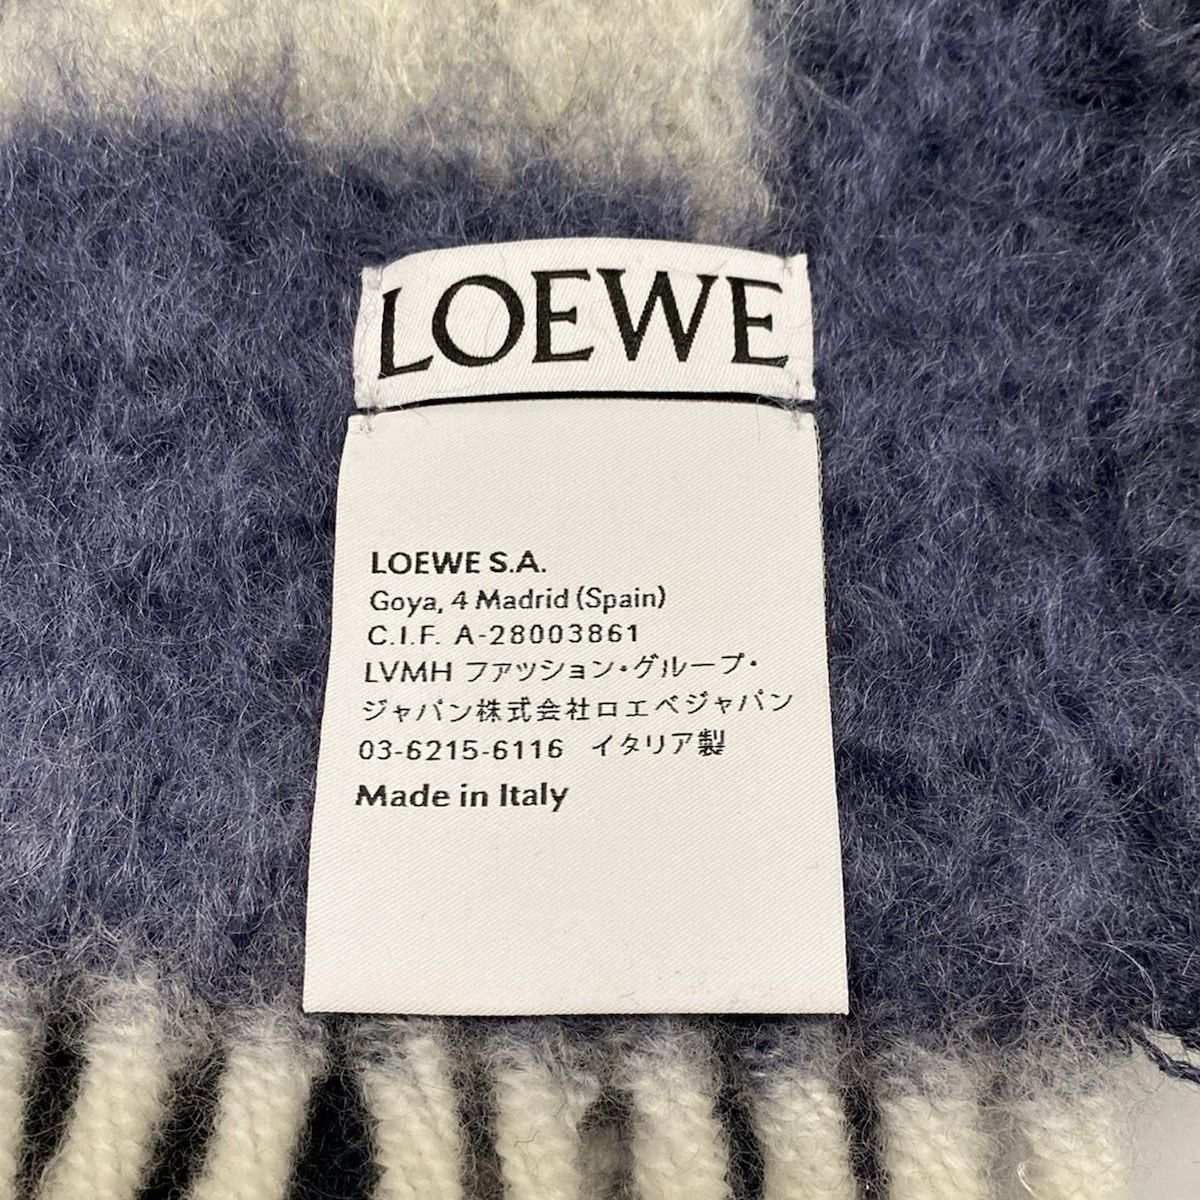 LOEWE
LOEWE S.A.
Goya, 4 Madrid (Spain)
C.I.F. A-28003861
LVMH ファッション・グループ・
ジャパン株式会社ロエベジャパン
03-6215-6116 イタリア製
Made in Italy